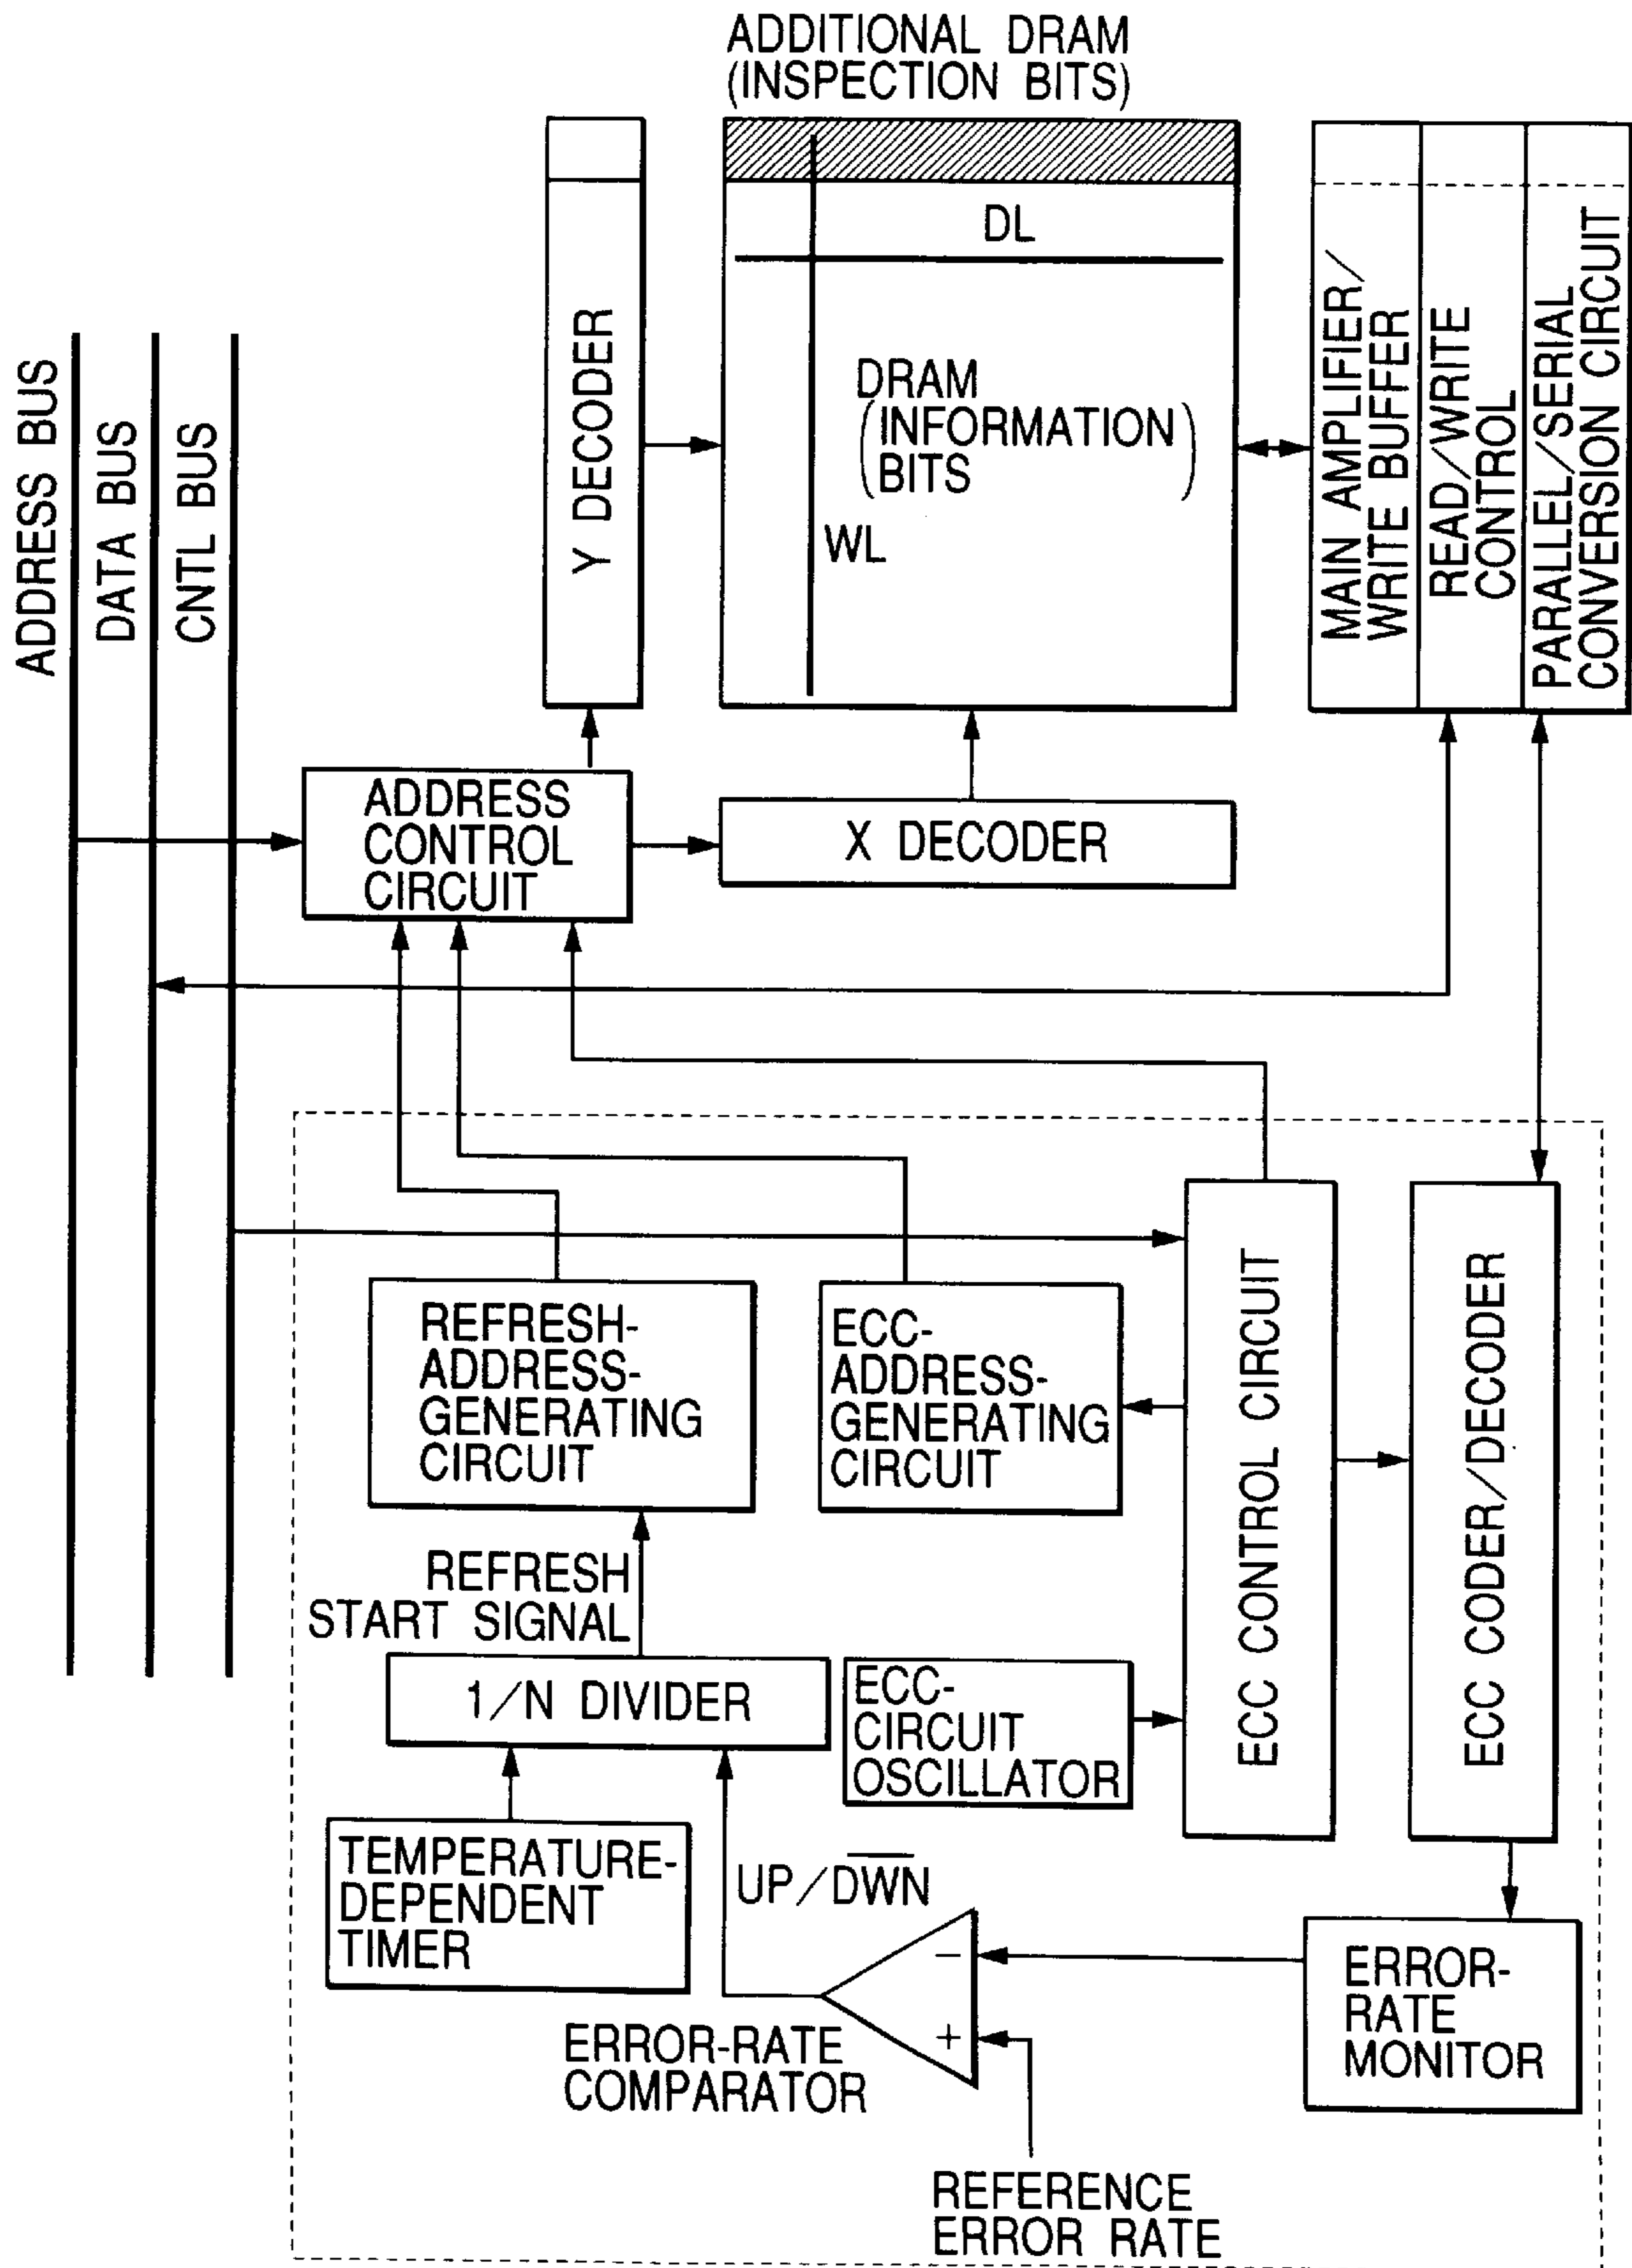 ADDITIONAL DRAM
(INSPECTION BITS)
ADDRESS BUS
DATA BUS
CNTL BUS
Y DECODER
DL
DRAM
(INFORMATION
BITS)
WL
MAIN AMPLIFIER/
WRITE BUFFER
READ/WRITE
CONTROL
PARALLEL/SERIAL
CONVERSION CIRCUIT
ADDRESS
CONTROL
CIRCUIT
X DECODER
REFRESH-
ADDRESS-
GENERATING
CIRCUIT
ECC-
ADDRESS-
GENERATING
CIRCUIT
ECC CONTROL CIRCUIT
ECC CODER/DECODER
REFRESH
START SIGNAL
1/N DIVIDER
ECC-
CIRCUIT
OSCILLATOR
TEMPERATURE-
DEPENDENT
TIMER
UP/D̅W̅N̅
−
+
ERROR-RATE
COMPARATOR
ERROR-
RATE
MONITOR
REFERENCE
ERROR RATE